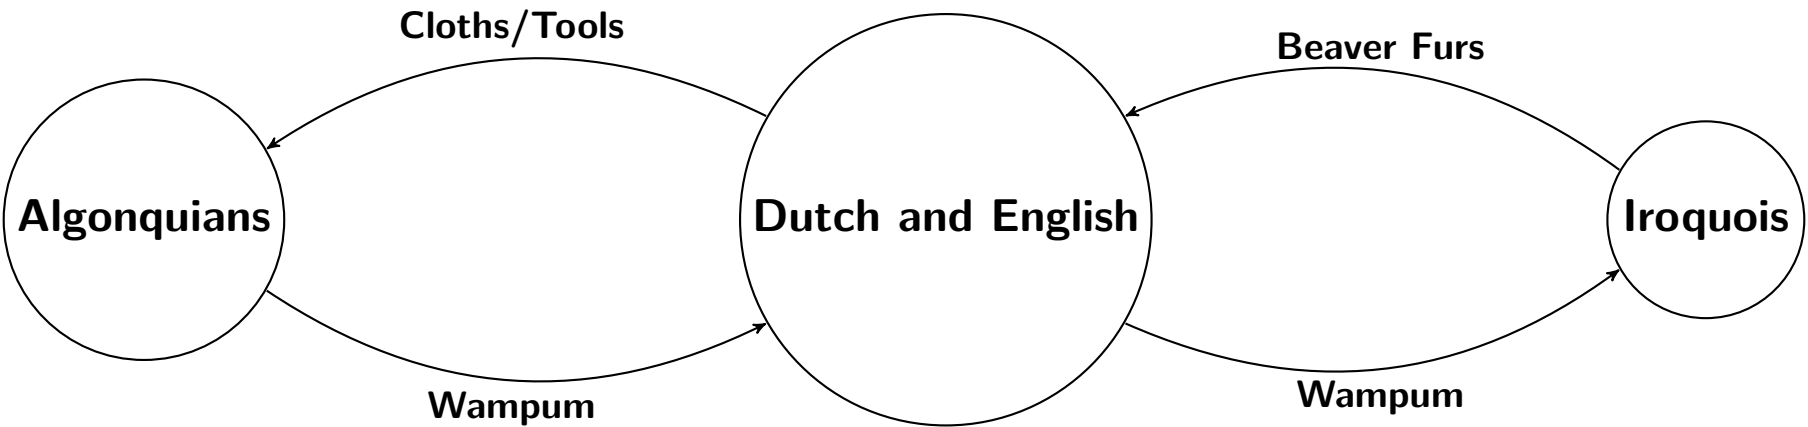 Cloths/Tools
Beaver Furs
Algonquians
Dutch and English
Iroquois
Wampum
Wampum